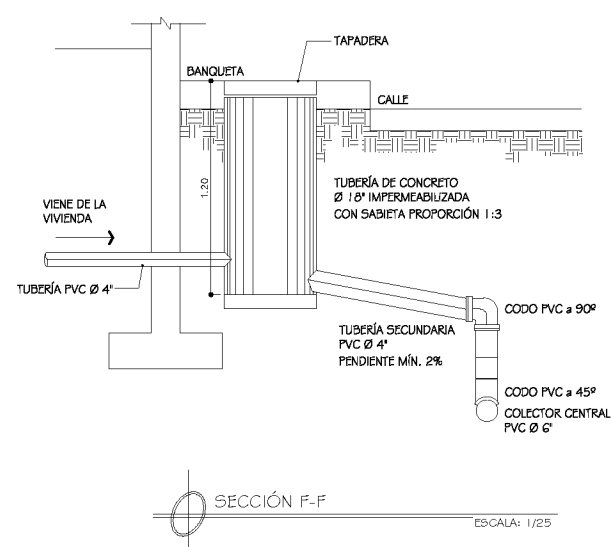 TAPADERA
BANQUETA
CALLE
1.20
TUBERÍA DE CONCRETO
Ø 18" IMPERMEABILIZADA
CON SABIETA PROPORCIÓN 1:3
VIENE DE LA
VIVIENDA
TUBERÍA PVC Ø 4"
TUBERÍA SECUNDARIA
PVC Ø 4"
PENDIENTE MÍN. 2%
CODO PVC a 90º
CODO PVC a 45º
COLECTOR CENTRAL
PVC Ø 6"
SECCIÓN F-F
ESCALA: 1/25